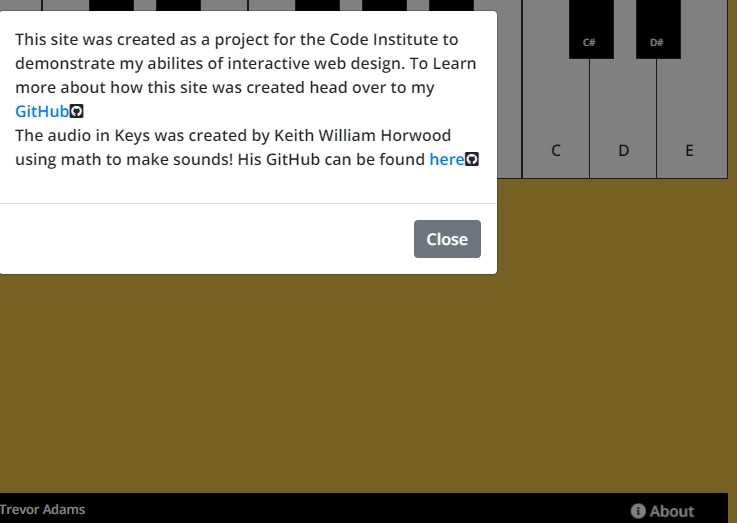 This site was created as a project for the Code Institute to
demonstrate my abilites of interactive web design. To Learn
more about how this site was created head over to my
GitHub
The audio in Keys was created by Keith William Horwood
using math to make sounds! His GitHub can be found here
Close
C# D#
C D E
Trevor Adams
About